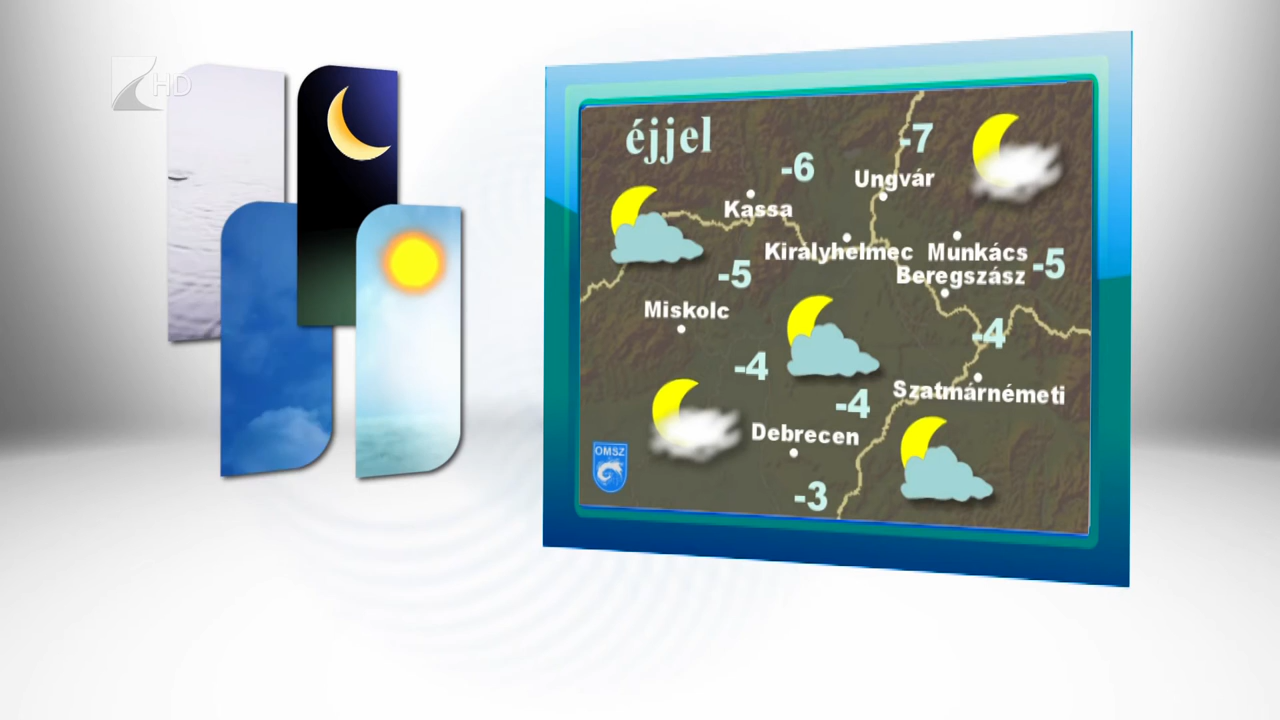 HD
éjjel
-7
-6
Ungvár
Kassa
Királyhelmec
Munkács
-5
Beregszász
-5
Miskolc
-4
-4
Szatmárnémeti
-4
Debrecen
OMSZ
-3